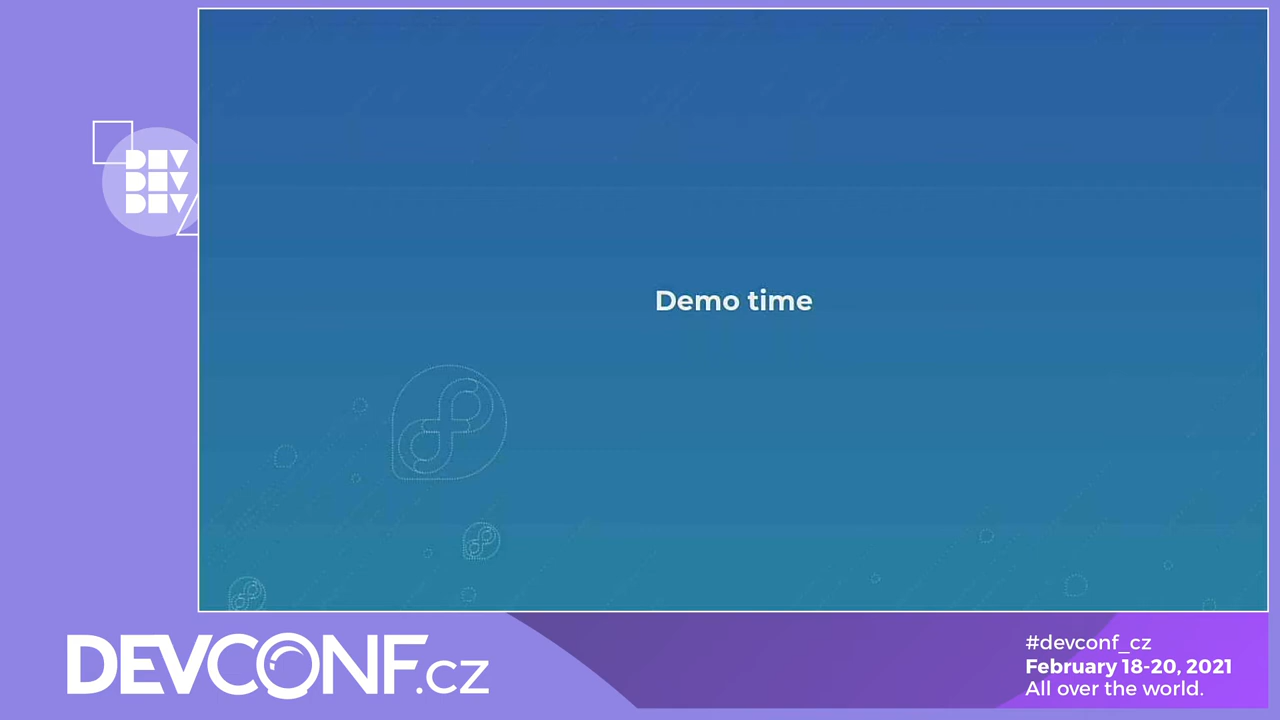 DEV
DEV
DEV
Demo time
DEVCONF.cz
#devconf_cz
February 18-20, 2021
All over the world.